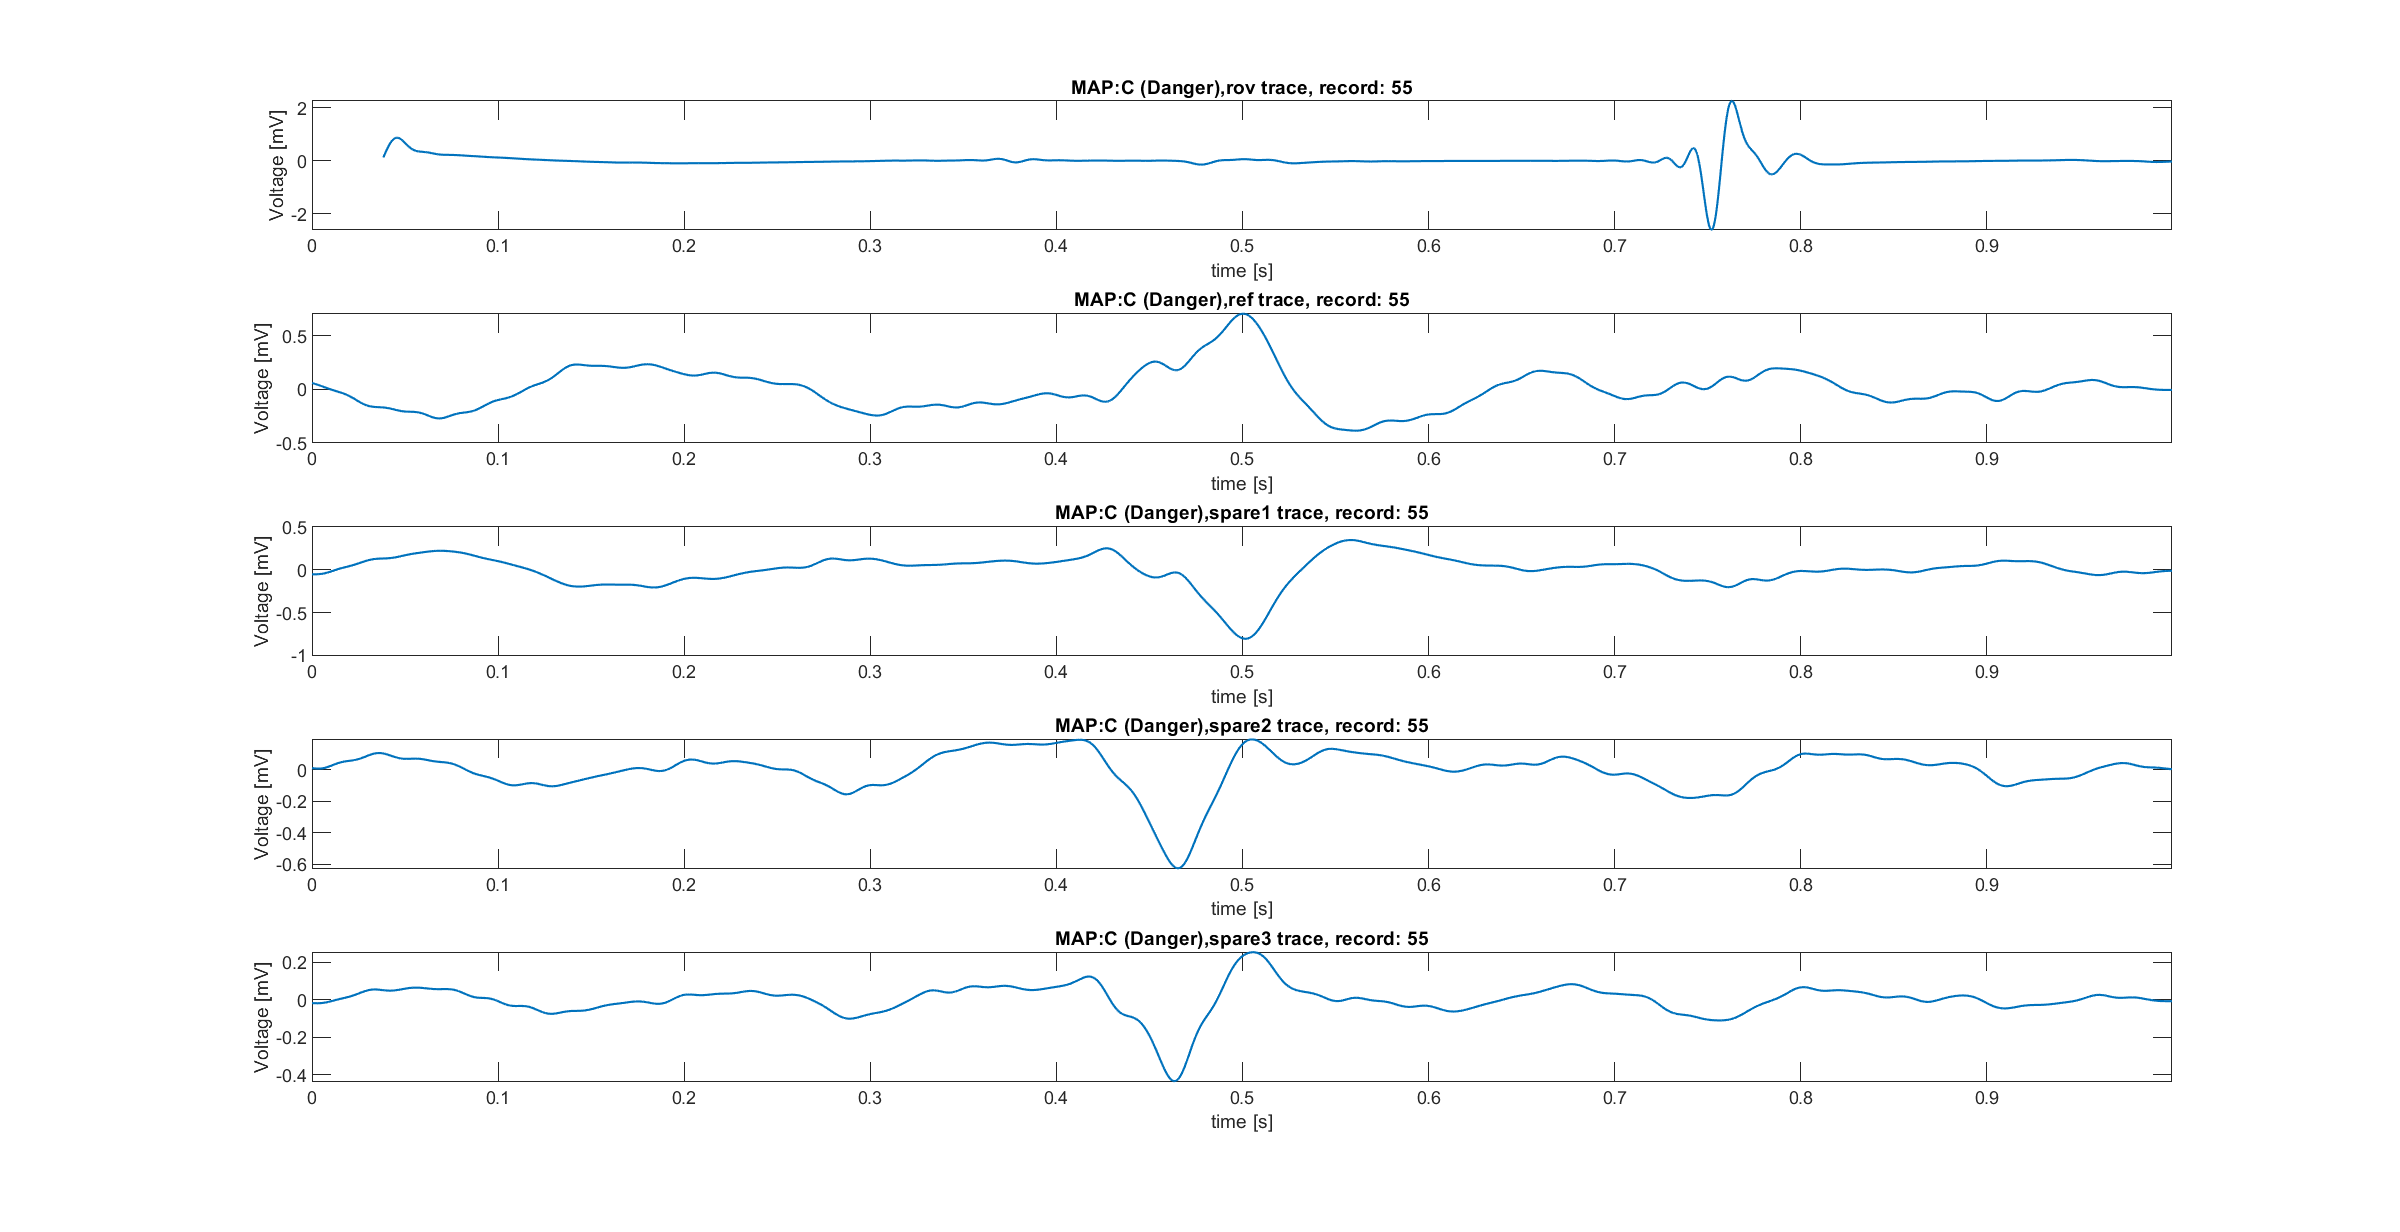 MAP:C (Danger),rov trace, record: 55
Voltage [mV]
2
0
-2
0 0.1 0.2 0.3 0.4 0.5 0.6 0.7 0.8 0.9
time [s]
MAP:C (Danger),ref trace, record: 55
Voltage [mV]
0.5
0
-0.5
0 0.1 0.2 0.3 0.4 0.5 0.6 0.7 0.8 0.9
time [s]
MAP:C (Danger),spare1 trace, record: 55
Voltage [mV]
0.5
0
-0.5
-1
0 0.1 0.2 0.3 0.4 0.5 0.6 0.7 0.8 0.9
time [s]
MAP:C (Danger),spare2 trace, record: 55
Voltage [mV]
0
-0.2
-0.4
-0.6
0 0.1 0.2 0.3 0.4 0.5 0.6 0.7 0.8 0.9
time [s]
MAP:C (Danger),spare3 trace, record: 55
Voltage [mV]
0.2
0
-0.2
-0.4
0 0.1 0.2 0.3 0.4 0.5 0.6 0.7 0.8 0.9
time [s]